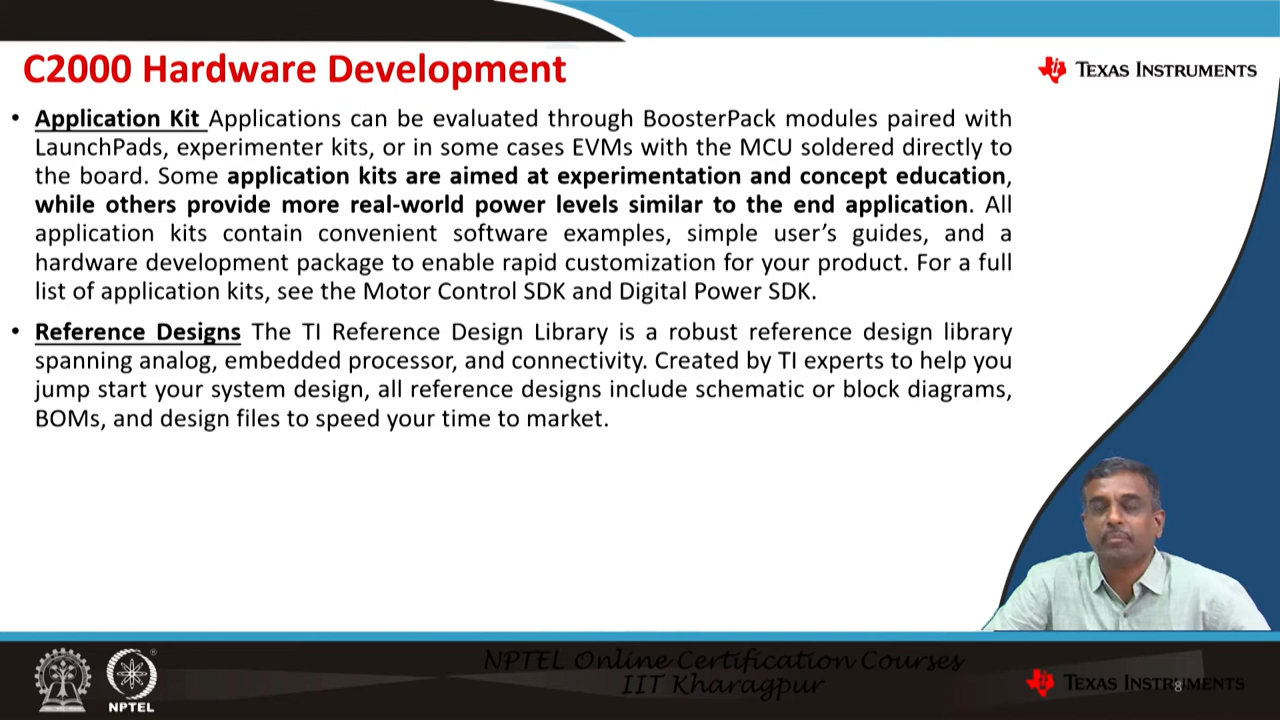 C2000 Hardware Development
TEXAS INSTRUMENTS
• Application Kit Applications can be evaluated through BoosterPack modules paired with
LaunchPads, experimenter kits, or in some cases EVMs with the MCU soldered directly to
the board. Some application kits are aimed at experimentation and concept education,
while others provide more real-world power levels similar to the end application. All
application kits contain convenient software examples, simple user’s guides, and a
hardware development package to enable rapid customization for your product. For a full
list of application kits, see the Motor Control SDK and Digital Power SDK.
• Reference Designs The TI Reference Design Library is a robust reference design library
spanning analog, embedded processor, and connectivity. Created by TI experts to help you
jump start your system design, all reference designs include schematic or block diagrams,
BOMs, and design files to speed your time to market.
NPTEL Online Certification Courses
IIT Kharagpur
NPTEL
TEXAS INSTRUMENTS
8